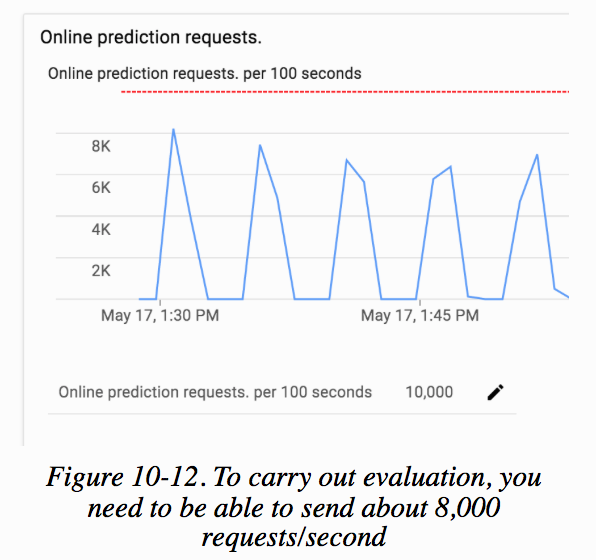 Online prediction requests.
Online prediction requests. per 100 seconds
8K
6K
4K
2K
May 17, 1:30 PM
May 17, 1:45 PM
Online prediction requests. per 100 seconds 10,000
Figure 10-12. To carry out evaluation, you
need to be able to send about 8,000
requests/second